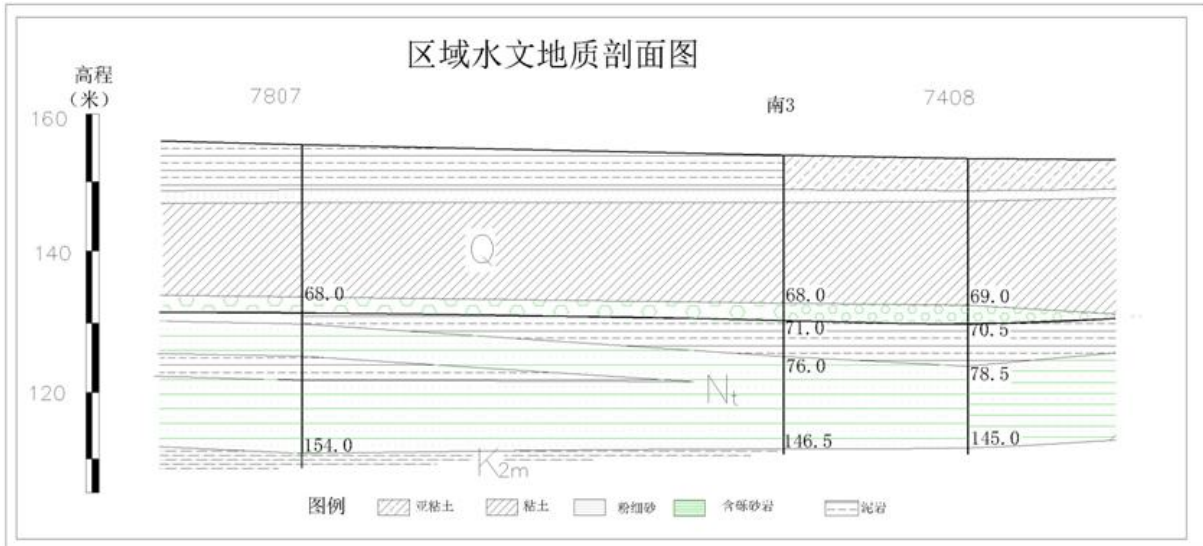 区域水文地质剖面图
高程
（米）
7807
南3
7408
160
140
120
Q
68.0
68.0
69.0
71.0
70.5
76.0
78.5
Nt
154.0
146.5
145.0
K2m
图例
亚粘土
粘土
粉细砂
含砾砂岩
泥岩